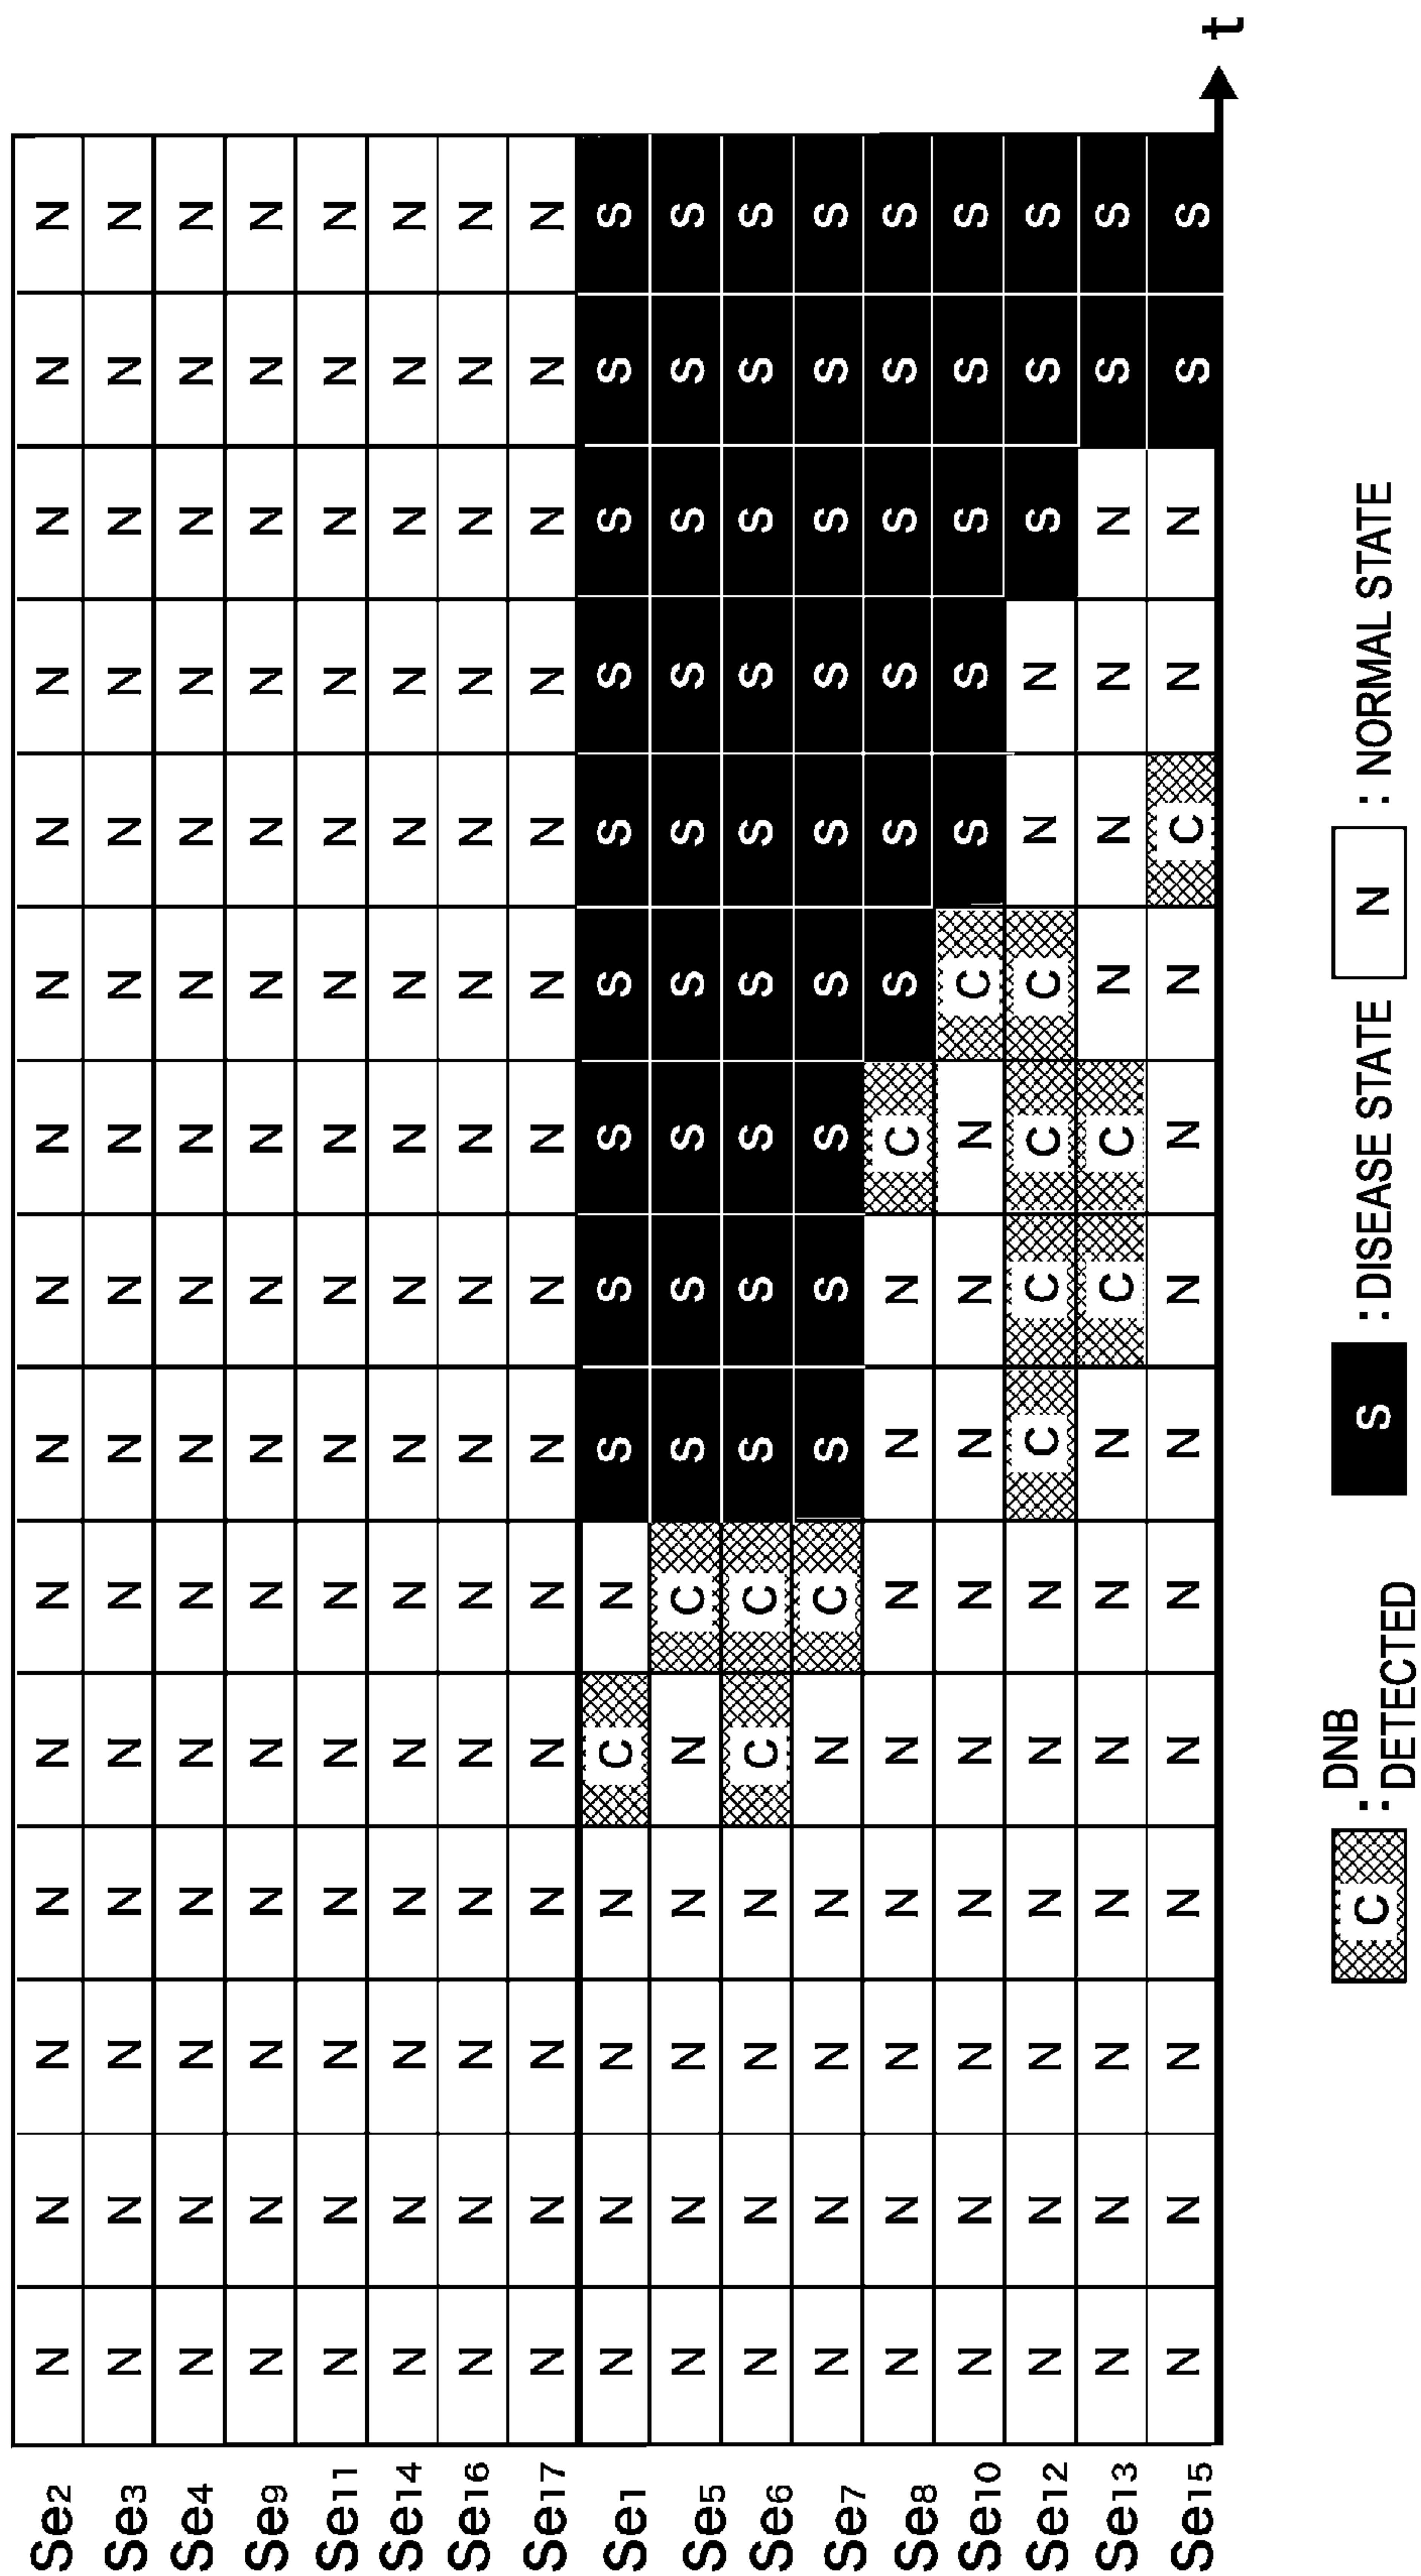 Se2 N N N N N N N N N N N N N N N
Se3 N N N N N N N N N N N N N N N
Se4 N N N N N N N N N N N N N N N
Se9 N N N N N N N N N N N N N N N
Se11 N N N N N N N N N N N N N N N
Se14 N N N N N N N N N N N N N N N
Se16 N N N N N N N N N N N N N N N
Se17 N N N N N N N N N N N N N N N
Se1 N N N N C N S S S S S S S S S
Se5 N N N N N C S S S S S S S S S
Se6 N N N N C C S S S S S S S S S
Se7 N N N N N C S S S S S S S S S
Se8 N N N N N N N N C S S S S S S
Se10 N N N N N N N N N C S S S S S
Se12 N N N N N N C C C C N N S S S
Se13 N N N N N N N C C N N N N S S
Se15 N N N N N N N N N N C N N S S
t
C : DNB
: DETECTED
S : DISEASE STATE
N : NORMAL STATE